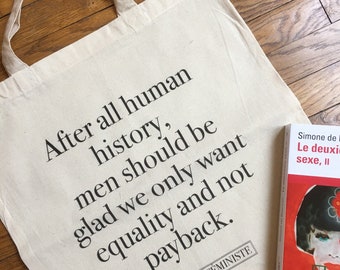 After all human
history,
men should be
glad we only want
equality and not
payback.
Simone de
Le deuxiè
sexe, II